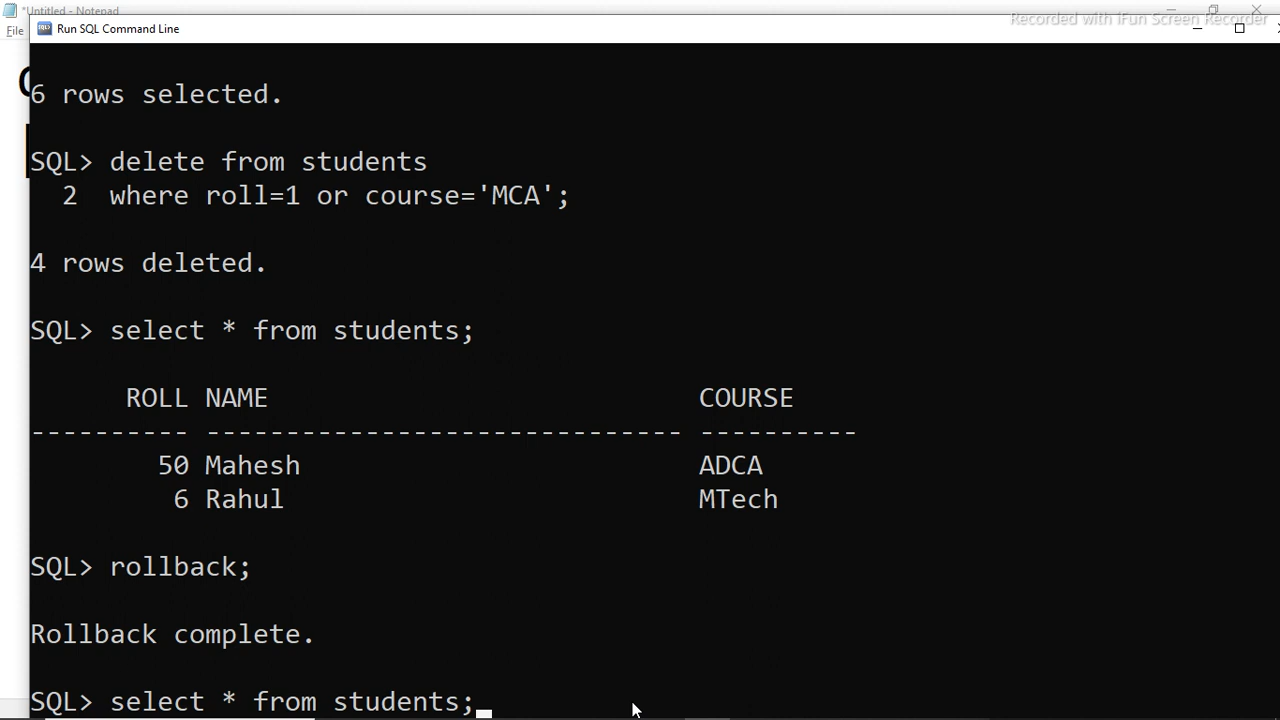 *Untitled - Notepad
Recorded with iFun Screen Recorder
File
Run SQL Command Line
6 rows selected.
SQL> delete from students
  2  where roll=1 or course='MCA';
4 rows deleted.
SQL> select * from students;
      ROLL NAME                           COURSE
---------- ------------------------------ ----------
        50 Mahesh                         ADCA
         6 Rahul                          MTech
SQL> rollback;
Rollback complete.
SQL> select * from students;